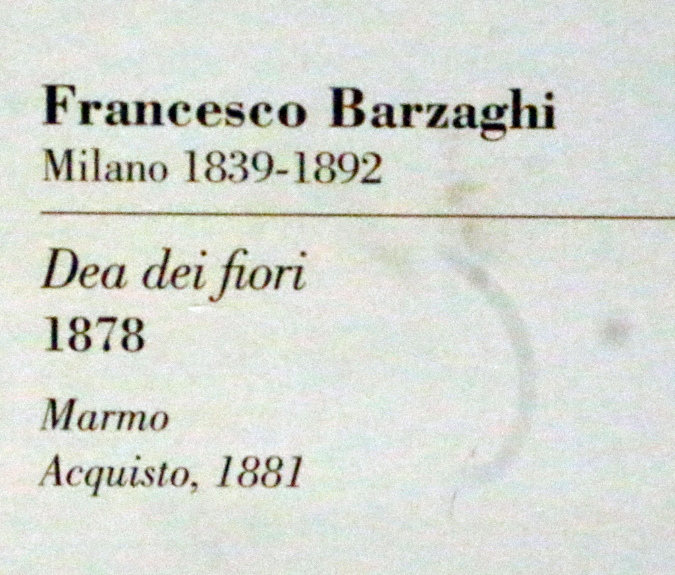 Francesco Barzaghi
Milano 1839-1892
Dea dei fiori
1878
Marmo
Acquisto, 1881